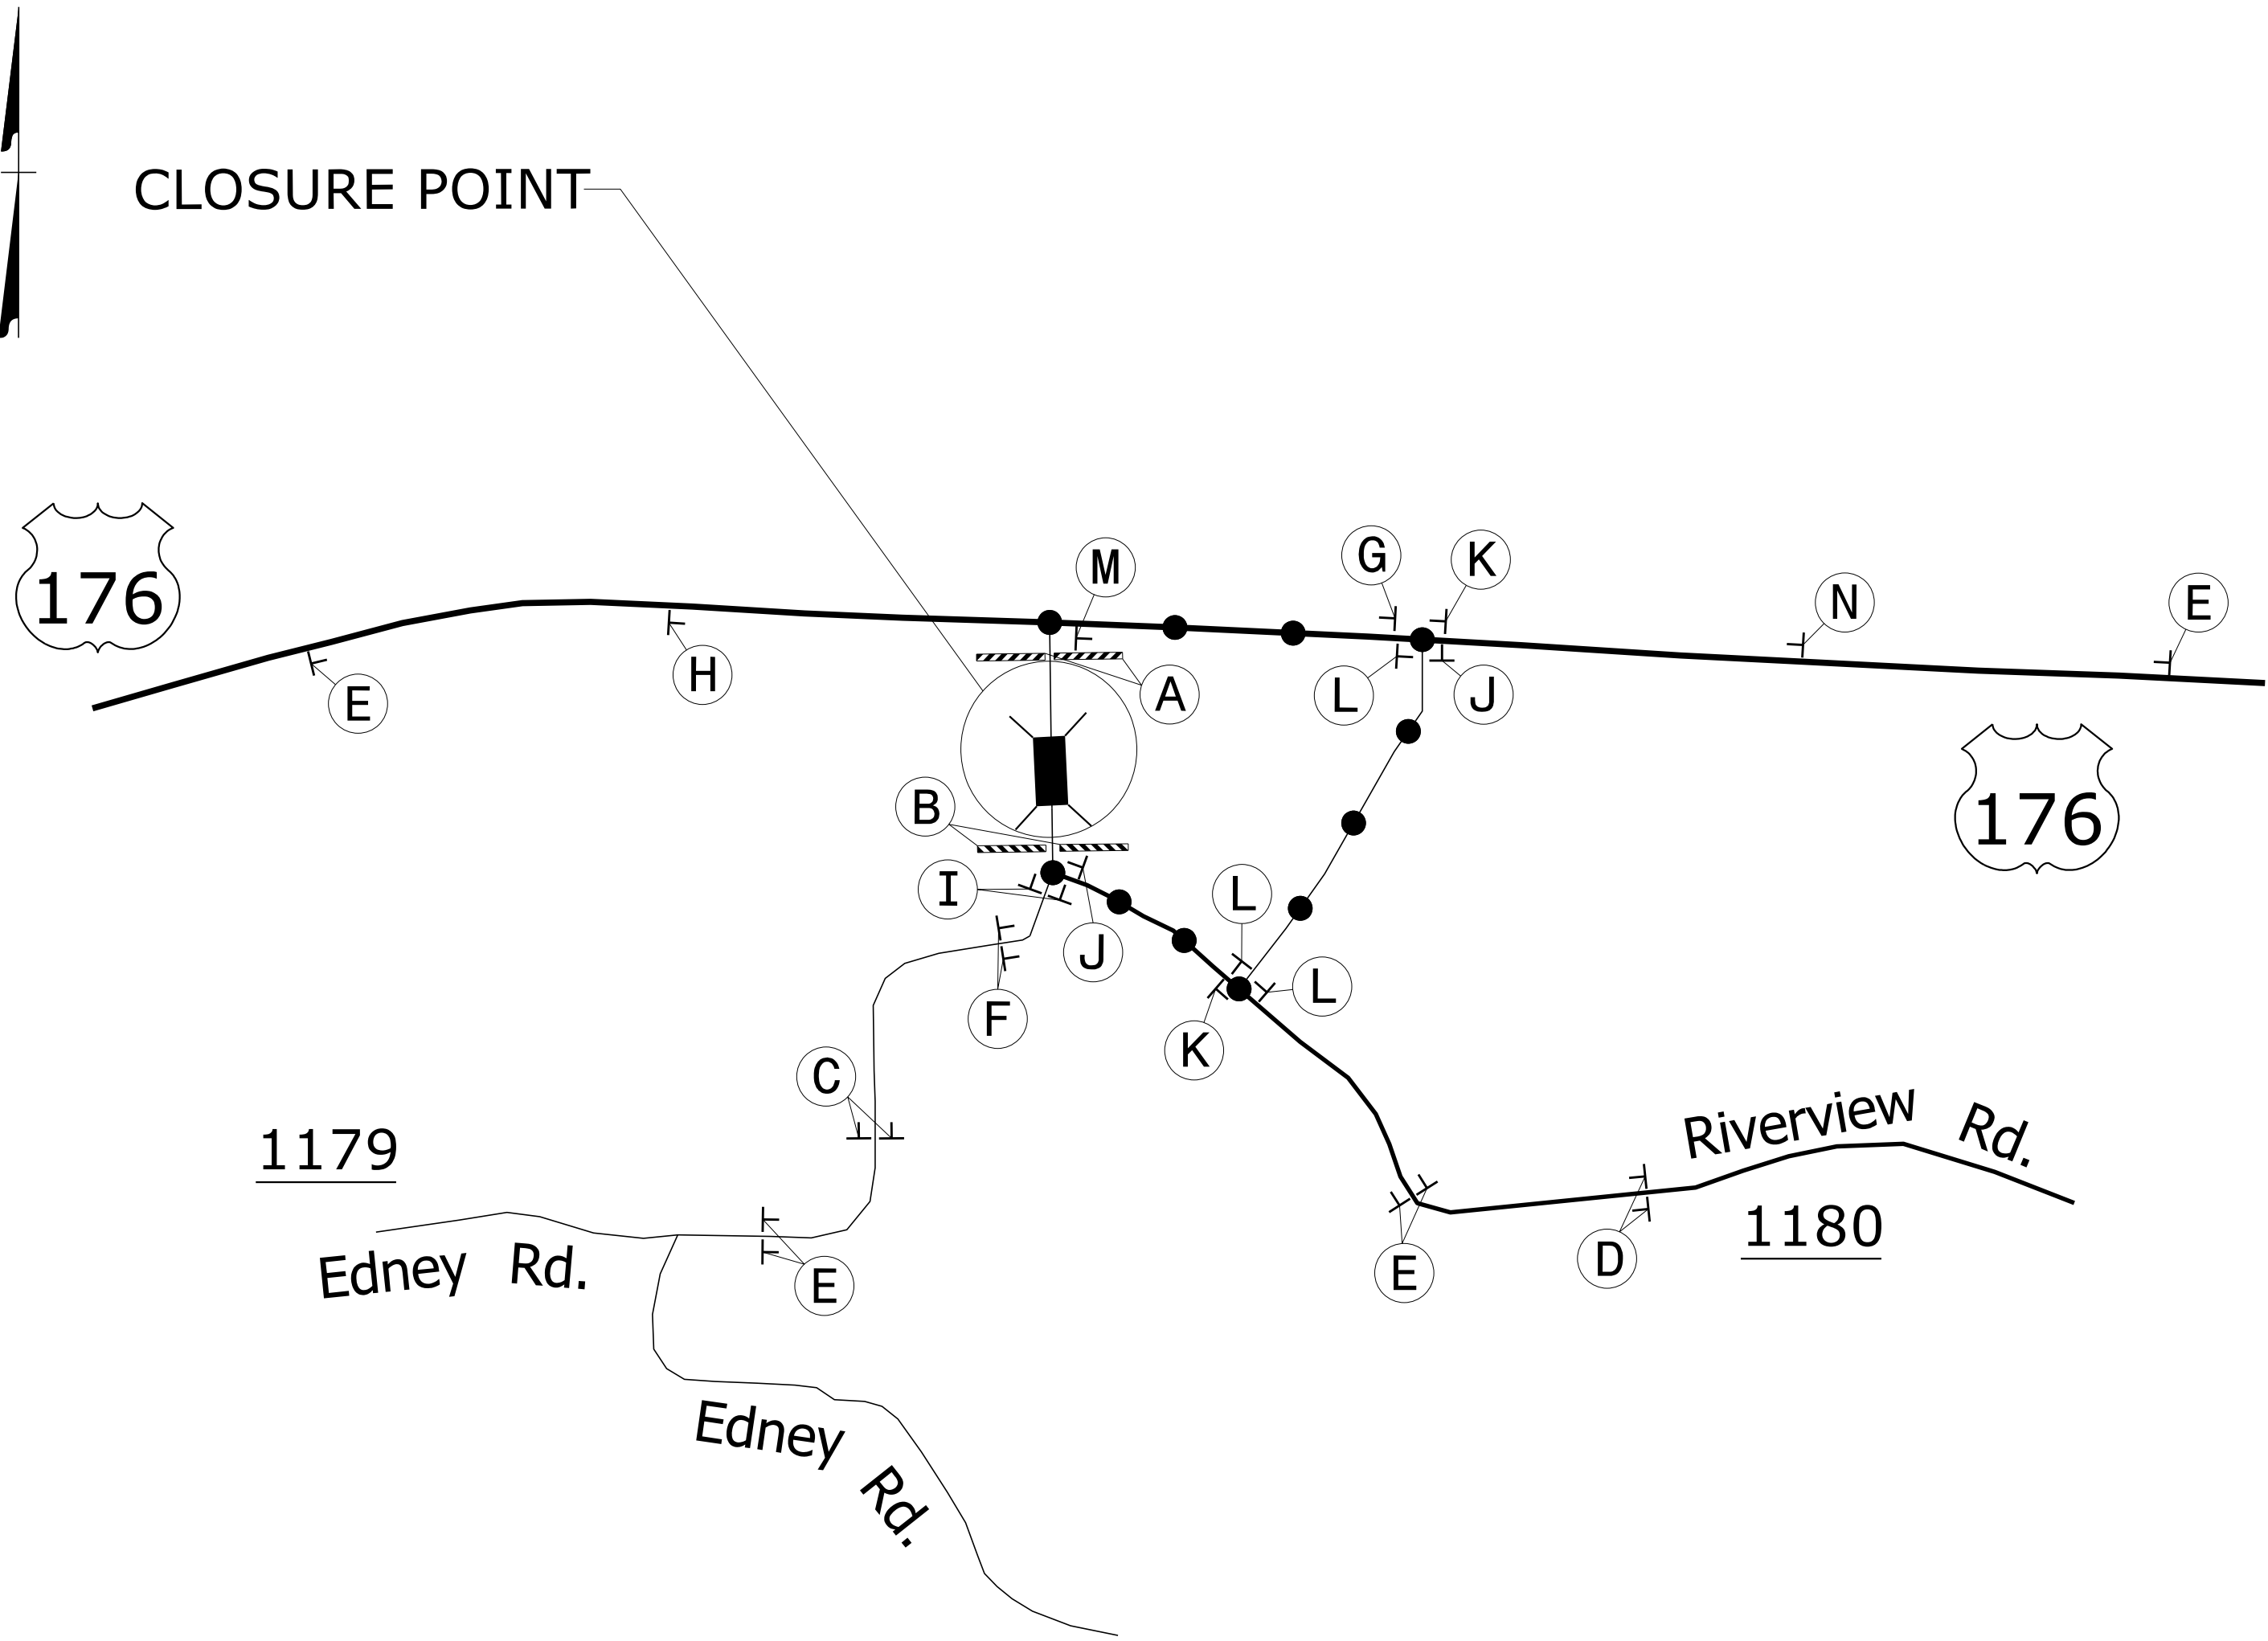 CLOSURE POINT
176
M
G
K
N
E
H
E
A
L
J
176
B
I
J
L
L
F
K
C
1179
Riverview Rd.
1180
Edney Rd.
E
E
D
Edney Rd.